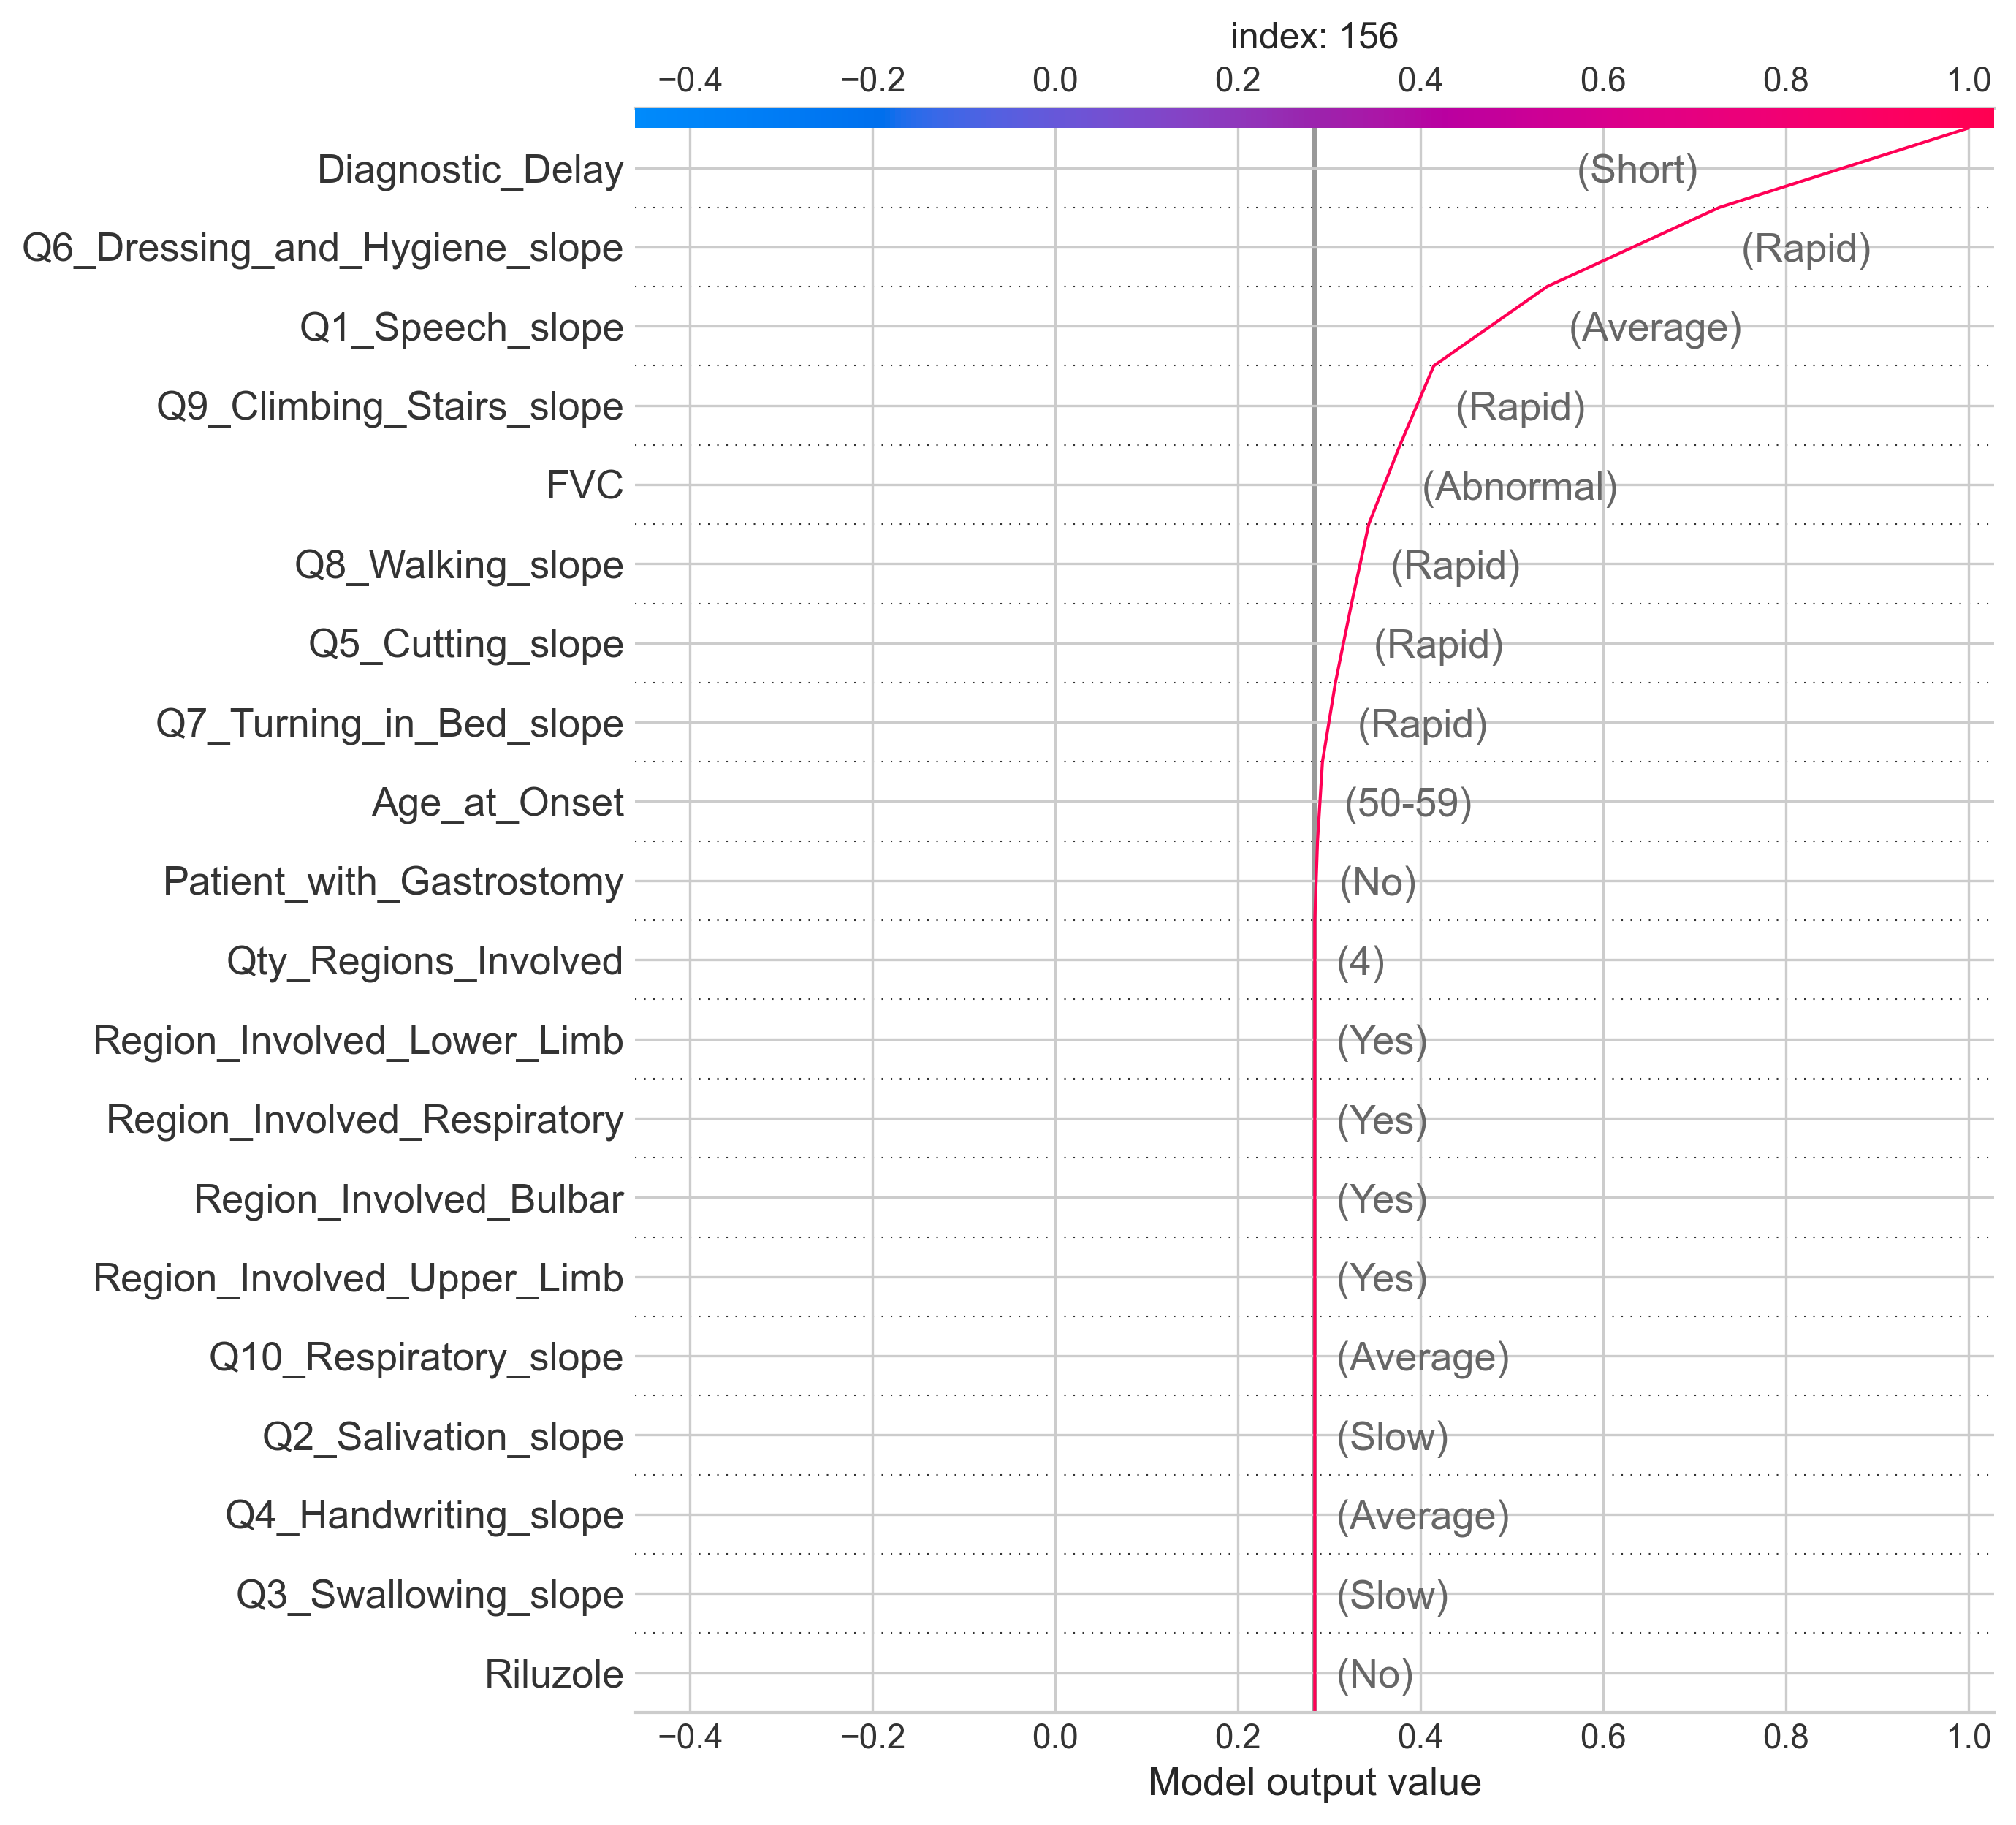 index: 156
−0.4 −0.2 0.0 0.2 0.4 0.6 0.8 1.0
Diagnostic_Delay (Short)
Q6_Dressing_and_Hygiene_slope (Rapid)
Q1_Speech_slope (Average)
Q9_Climbing_Stairs_slope (Rapid)
FVC (Abnormal)
Q8_Walking_slope (Rapid)
Q5_Cutting_slope (Rapid)
Q7_Turning_in_Bed_slope (Rapid)
Age_at_Onset (50-59)
Patient_with_Gastrostomy (No)
Qty_Regions_Involved (4)
Region_Involved_Lower_Limb (Yes)
Region_Involved_Respiratory (Yes)
Region_Involved_Bulbar (Yes)
Region_Involved_Upper_Limb (Yes)
Q10_Respiratory_slope (Average)
Q2_Salivation_slope (Slow)
Q4_Handwriting_slope (Average)
Q3_Swallowing_slope (Slow)
Riluzole (No)
−0.4 −0.2 0.0 0.2 0.4 0.6 0.8 1.0
Model output value